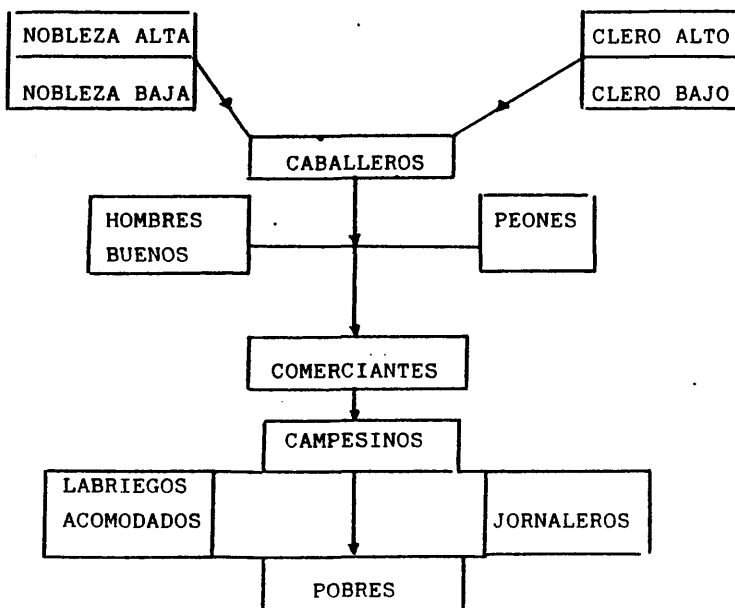 NOBLEZA ALTA
NOBLEZA BAJA
CLERO ALTO
CLERO BAJO
CABALLEROS
HOMBRES
BUENOS
PEONES
COMERCIANTES
CAMPESINOS
LABRIEGOS
ACOMODADOS
JORNALEROS
POBRES